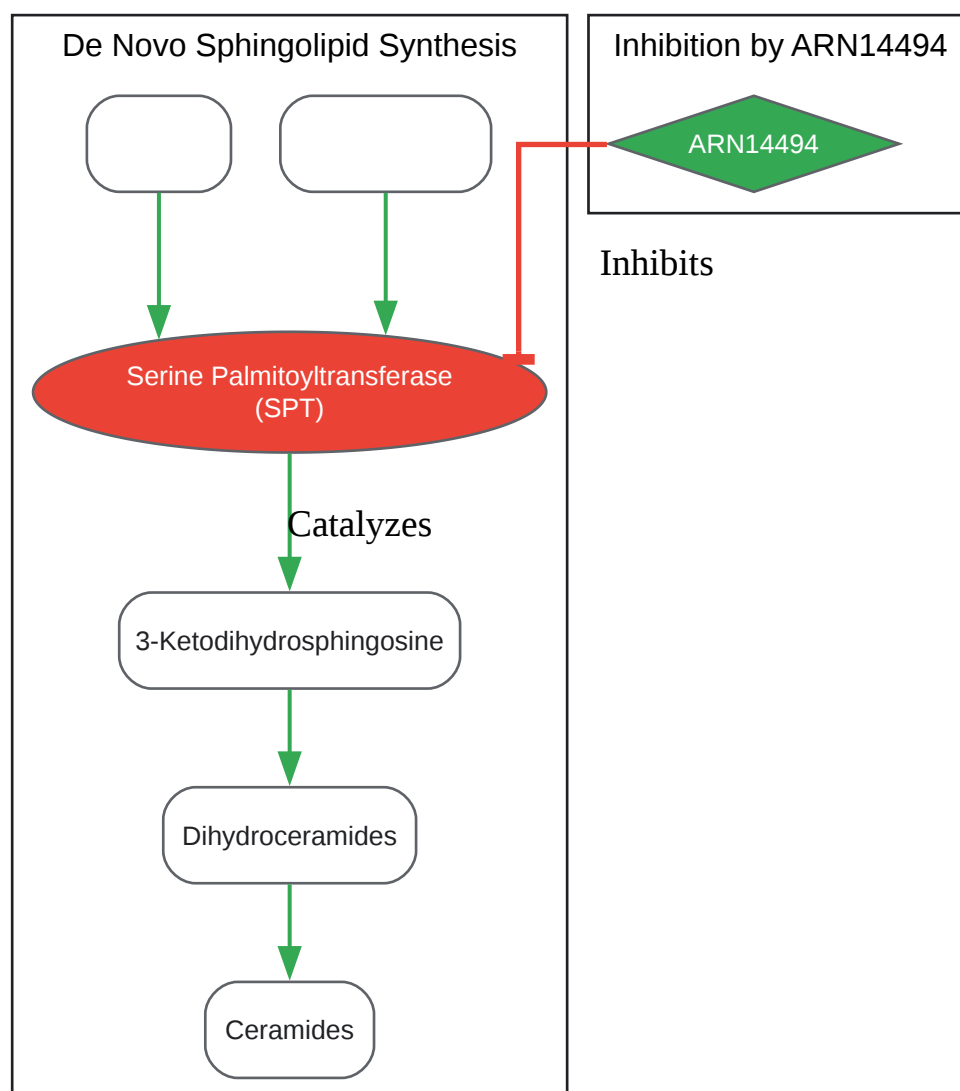 De Novo Sphingolipid Synthesis
Inhibition by ARN14494
ARN14494
Inhibits
Serine Palmitoyltransferase
(SPT)
Catalyzes
3-Ketodihydrosphingosine
Dihydroceramides
Ceramides